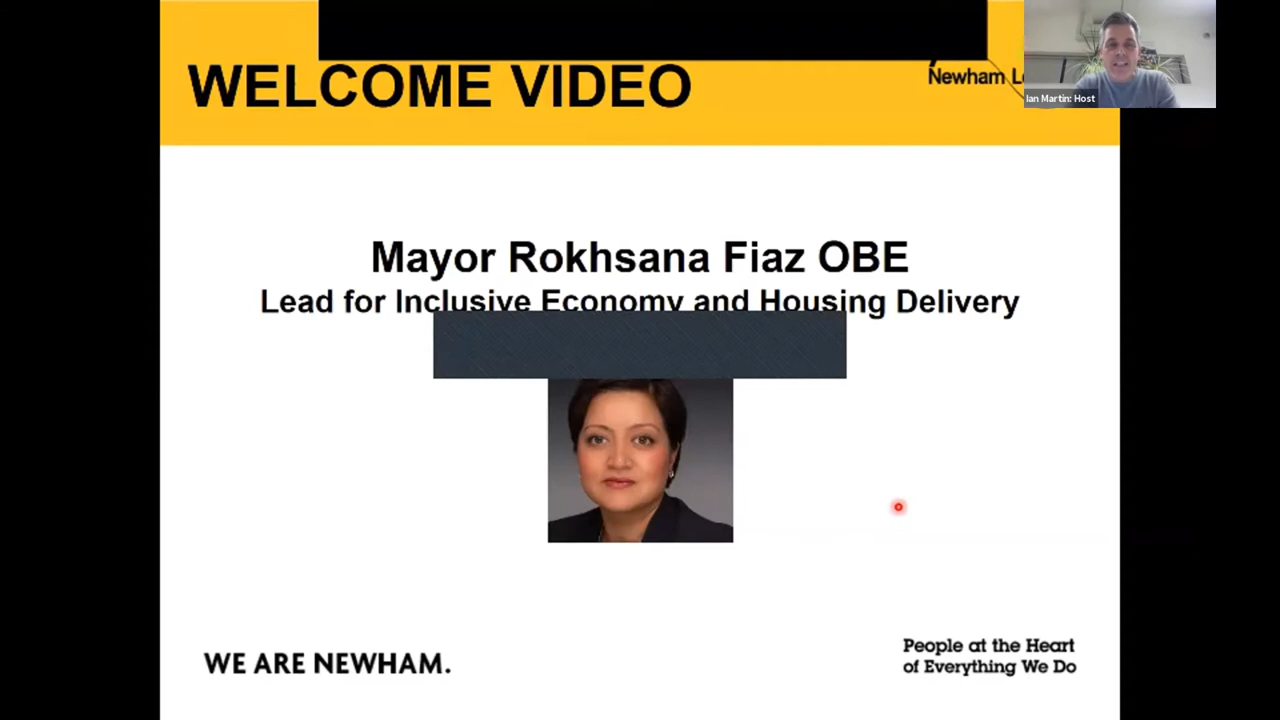 WELCOME VIDEO
Newham
Ian Martin: Host
Mayor Rokhsana Fiaz OBE
Lead for Inclusive Economy and Housing Delivery
WE ARE NEWHAM.
People at the Heart
of Everything We Do